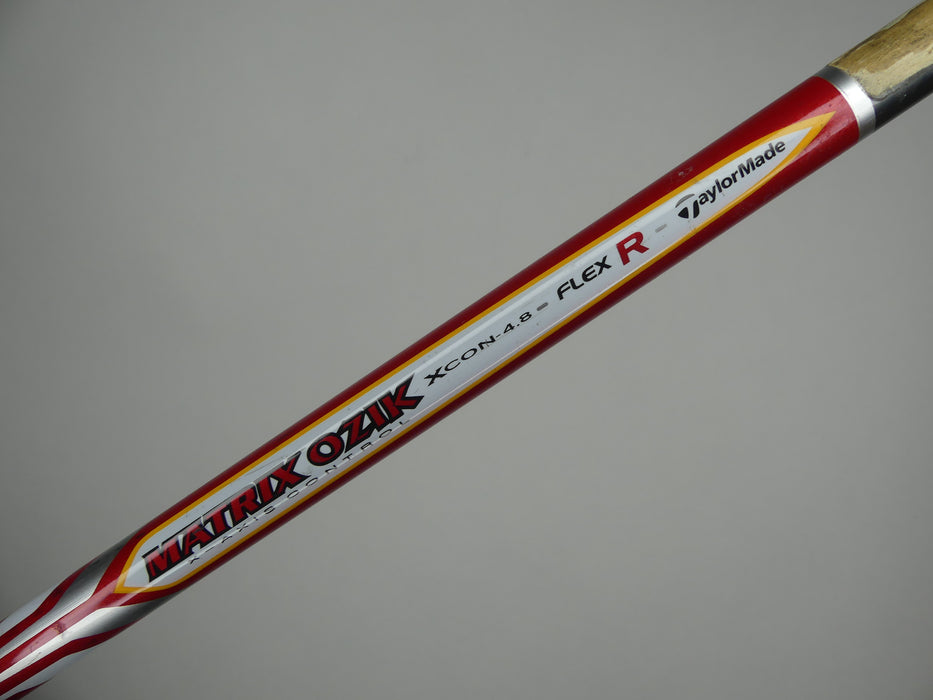 MATRIX OZIK XCON-4.8 - FLEX R - TaylorMade
X-AXIS CONTROL